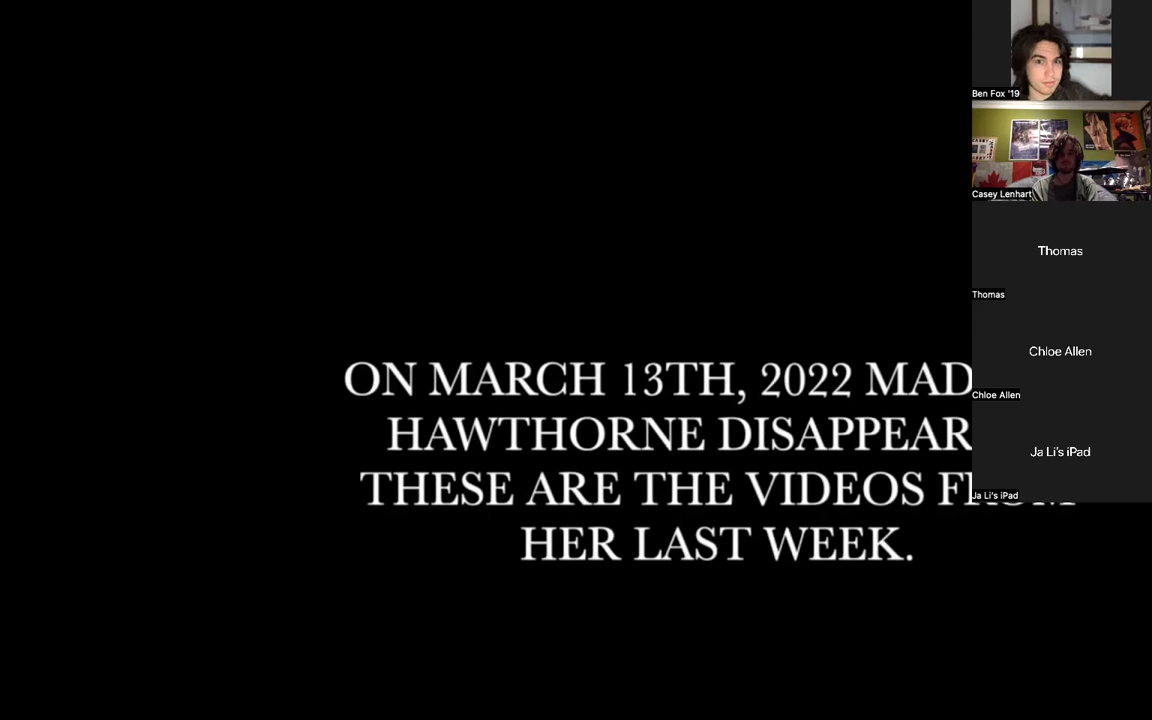 Ben Fox '19
Casey Lenhart
Thomas
Thomas
Chloe Allen
Chloe Allen
Ja Li's iPad
Ja Li's iPad
ON MARCH 13TH, 2022 MAD
HAWTHORNE DISAPPEAR
THESE ARE THE VIDEOS
HER LAST WEEK.